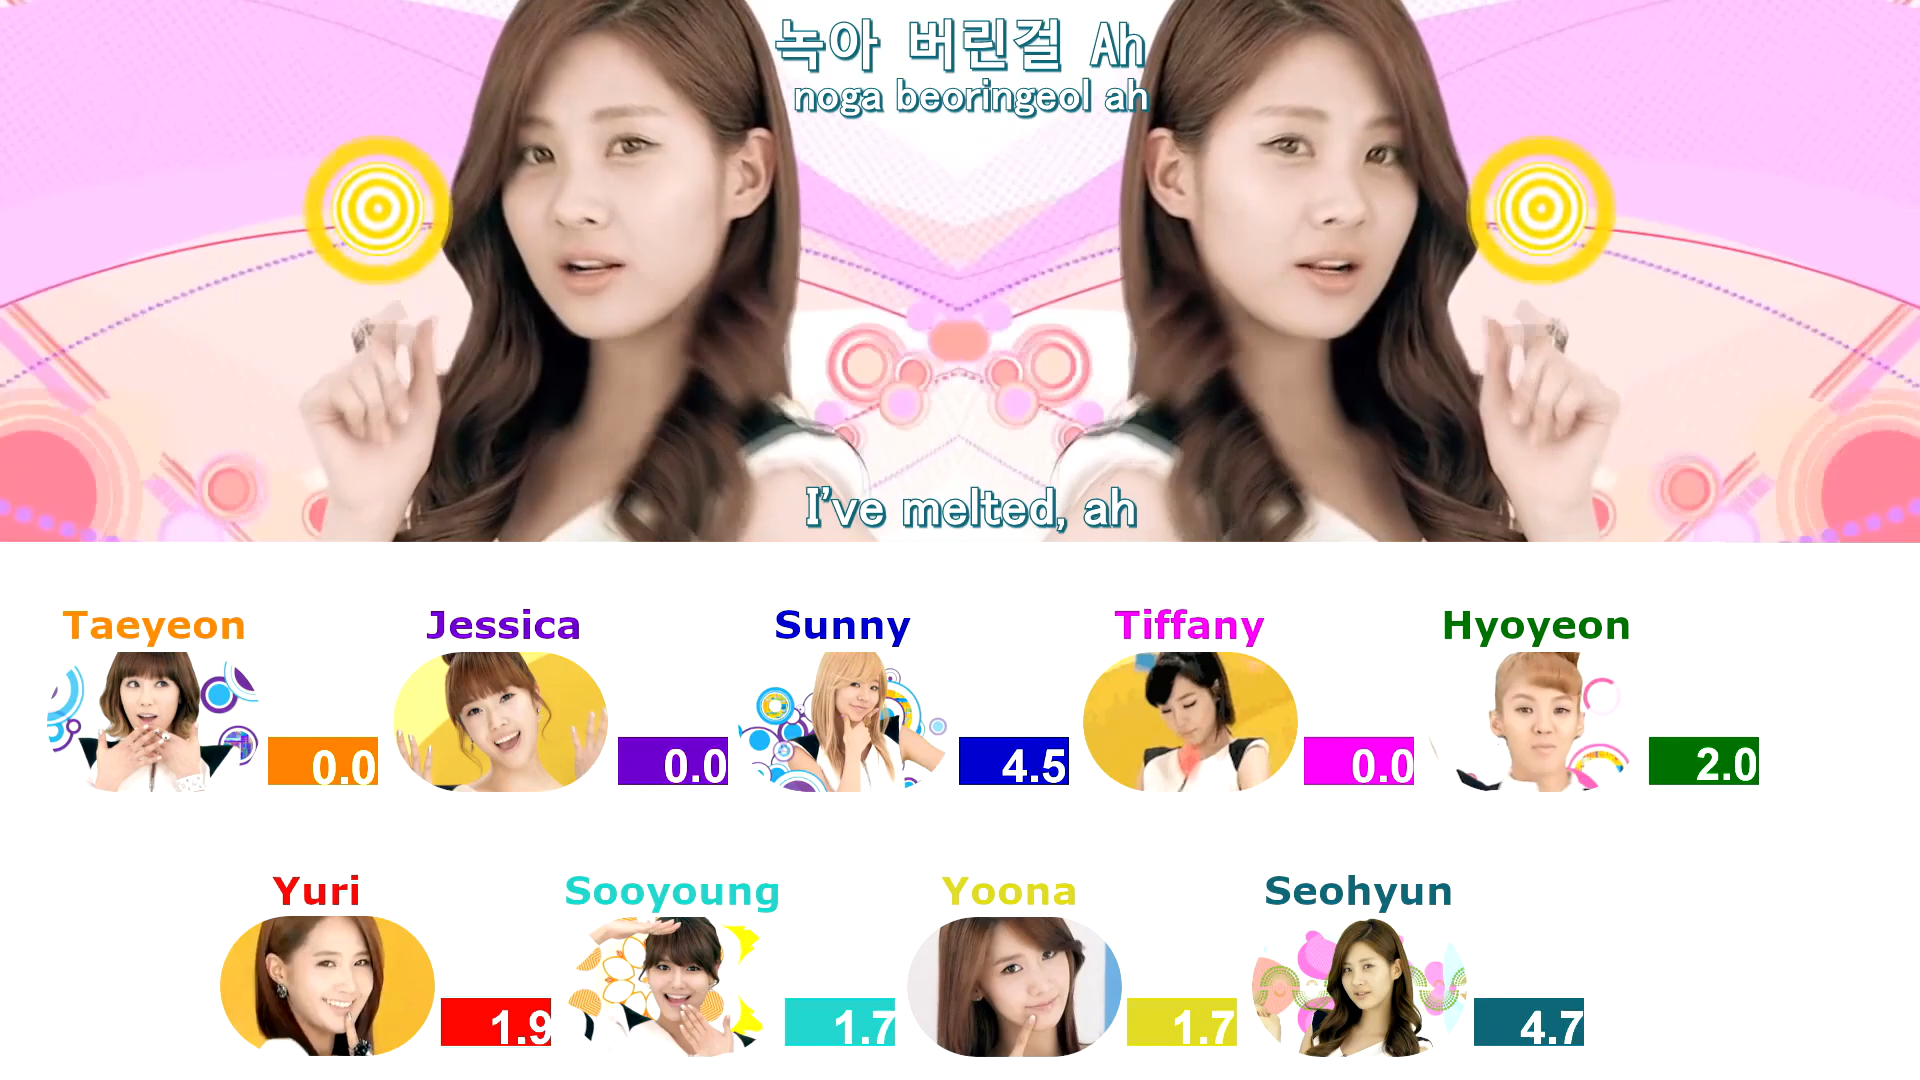 녹아 버린걸 Ah
noga beoringeol ah
I've melted, ah
Taeyeon
0.0
Jessica
0.0
Sunny
4.5
Tiffany
0.0
Hyoyeon
2.0
Yuri
1.9
Sooyoung
1.7
Yoona
1.7
Seohyun
4.7